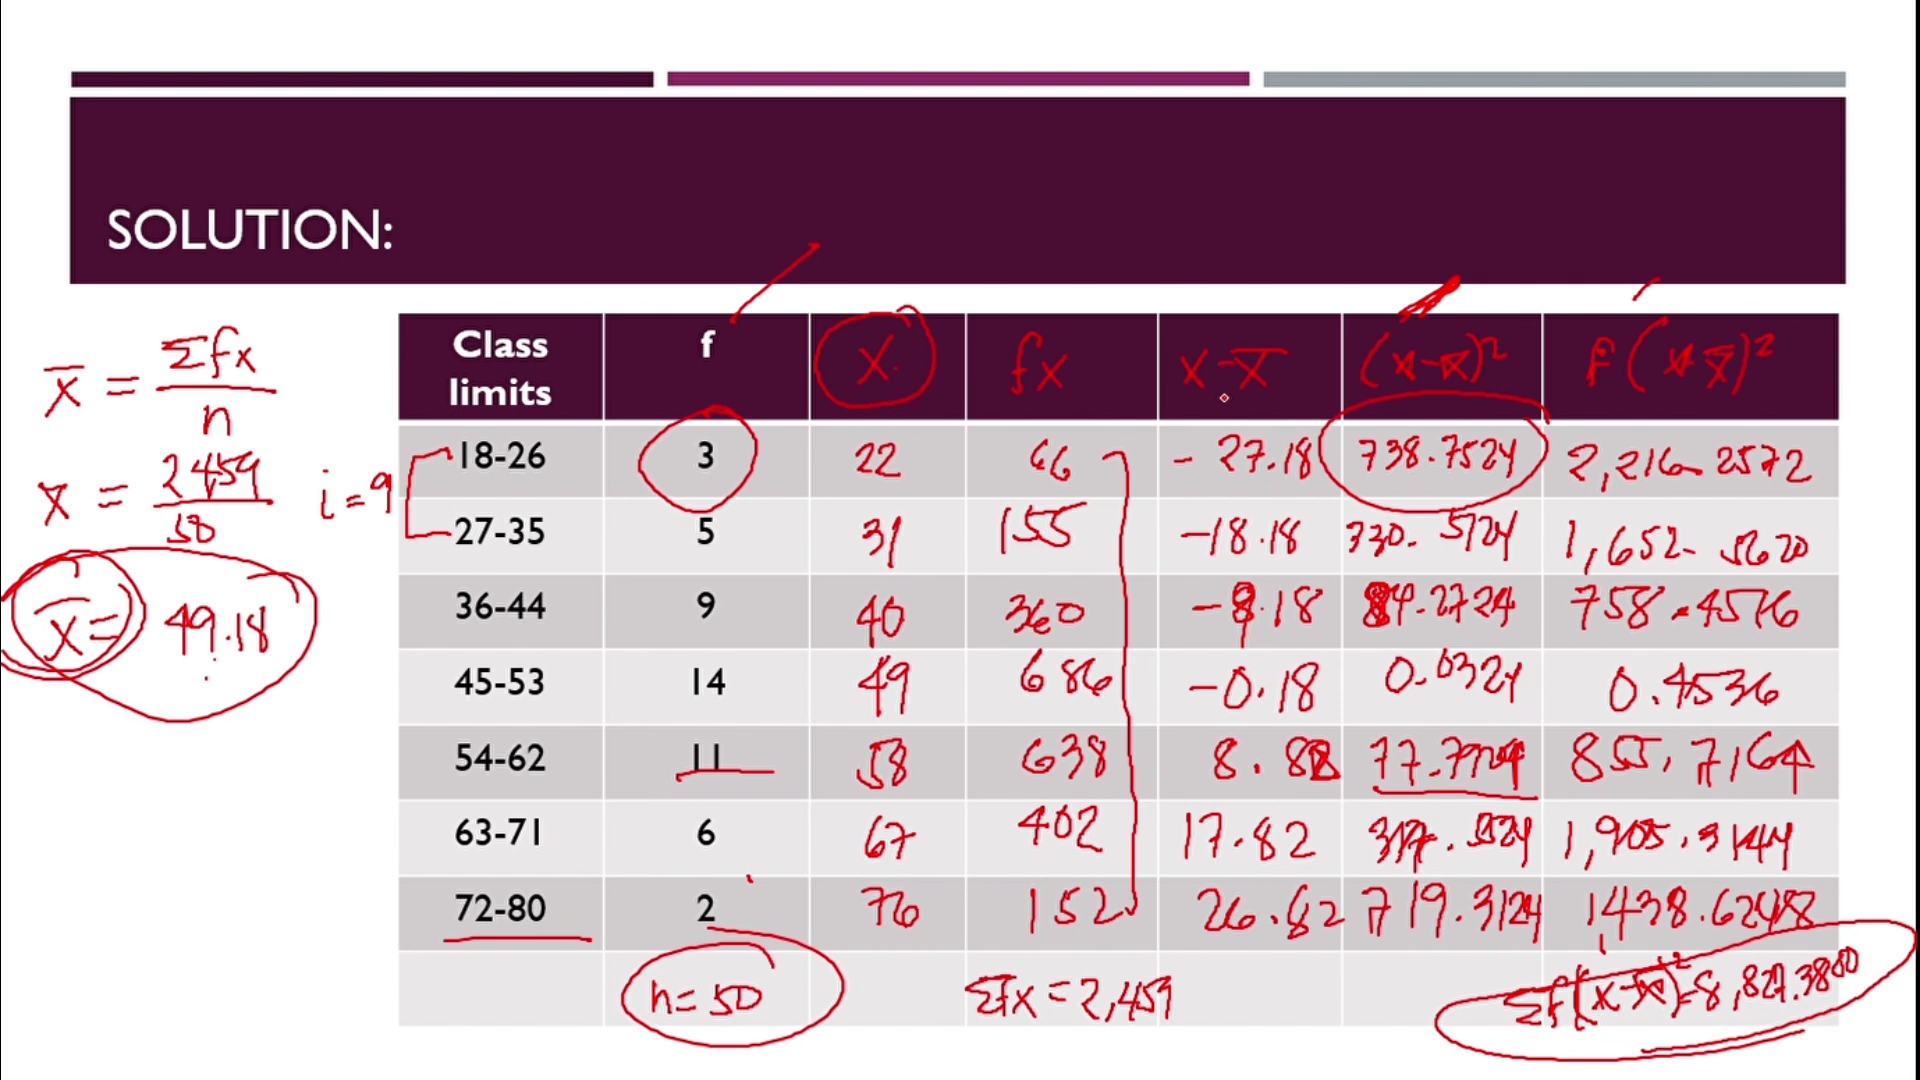 SOLUTION:
x̄ = Σfx / n
x̄ = 2459 / 50
i=9
x̄= 49.18
Class limits f X fx x-x̄ (x-x̄)² f(x-x̄)²
18-26 3 22 66 -27.18 738.7524 2,216.2572
27-35 5 31 155 -18.18 330.5124 1,652.5620
36-44 9 40 360 -9.18 84.2724 758.4516
45-53 14 49 686 -0.18 0.0324 0.4536
54-62 11 58 638 8.82 77.7924 855.7164
63-71 6 67 402 17.82 317.5524 1,905.3144
72-80 2 76 152 26.82 719.3124 1438.6248
n=50 Σfx=2,459 Σf(x-x̄)²=8,827.3800